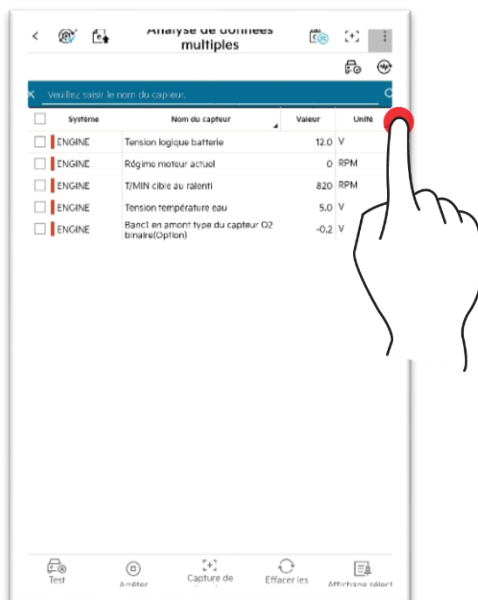 Analyse de données
multiples
Veuillez saisir le nom du capteur.
Système Nom du capteur Valeur Unité
ENGINE Tension logique batterie 12.0 V
ENGINE Régime moteur actuel 0 RPM
ENGINE T/MIN cible au ralenti 820 RPM
ENGINE Tension température eau 5.0 V
ENGINE Banc1 en amont type du capteur O2
binaire(Option) -0.2 V
Test Arrêter Capture de Effacer les Affichage sélect